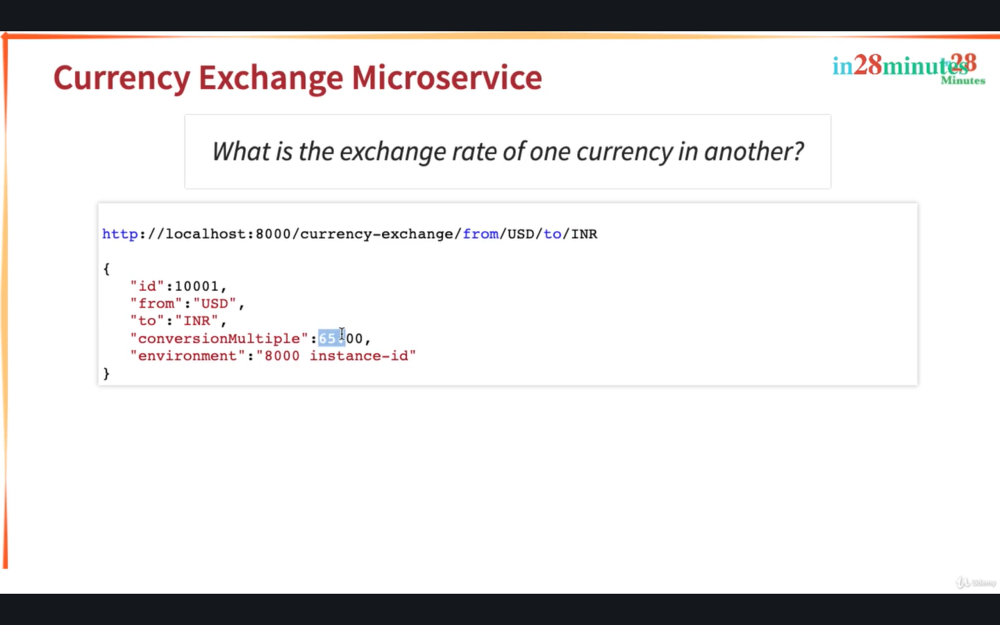 Currency Exchange Microservice
in28minutes
28
Minutes
What is the exchange rate of one currency in another?
http://localhost:8000/currency-exchange/from/USD/to/INR
{
"id":10001,
"from":"USD",
"to":"INR",
"conversionMultiple":65.00,
"environment":"8000 instance-id"
}
Udemy